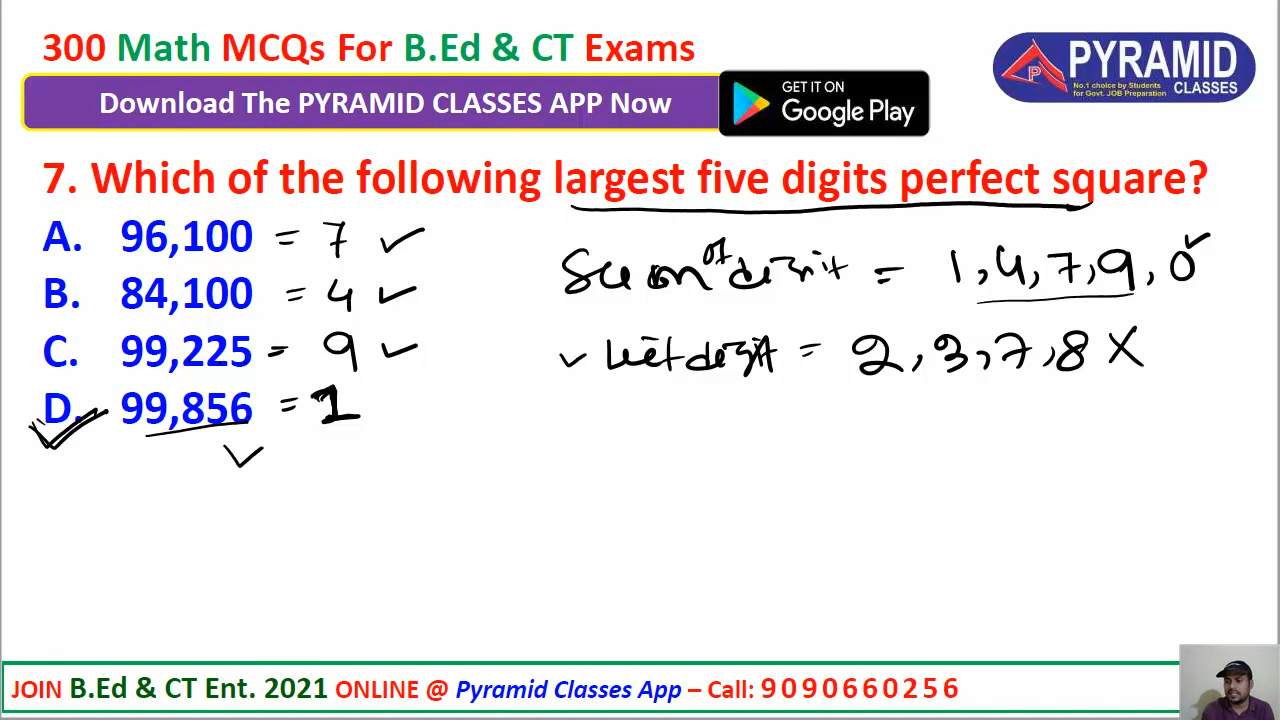 300 Math MCQs For B.Ed & CT Exams
Download The PYRAMID CLASSES APP Now
GET IT ON
Google Play
P
PYRAMID
No.1 choice by Students
for Govt. JOB Preparation
CLASSES
7. Which of the following largest five digits perfect square?
A. 96,100 = 7 ✓
B. 84,100 = 4 ✓
C. 99,225 = 9 ✓
D. 99,856 = 1
Sum of digit = 1, 4, 7, 9, 0
digit = 2, 3, 7, 8 X
JOIN B.Ed & CT Ent. 2021 ONLINE @ Pyramid Classes App – Call: 9090660256